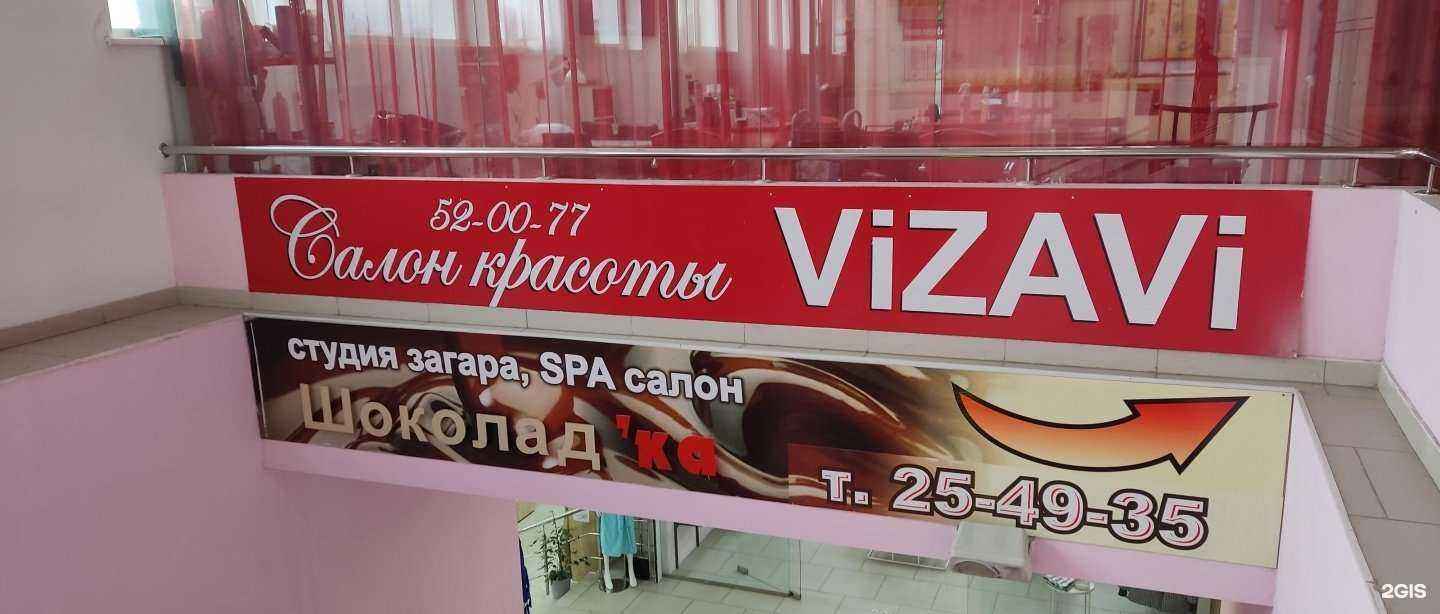 52-00-77
Салон красоты ViZAVi
студия загара, SPA салон
Шоколад'ка
т. 25-49-35
2GIS